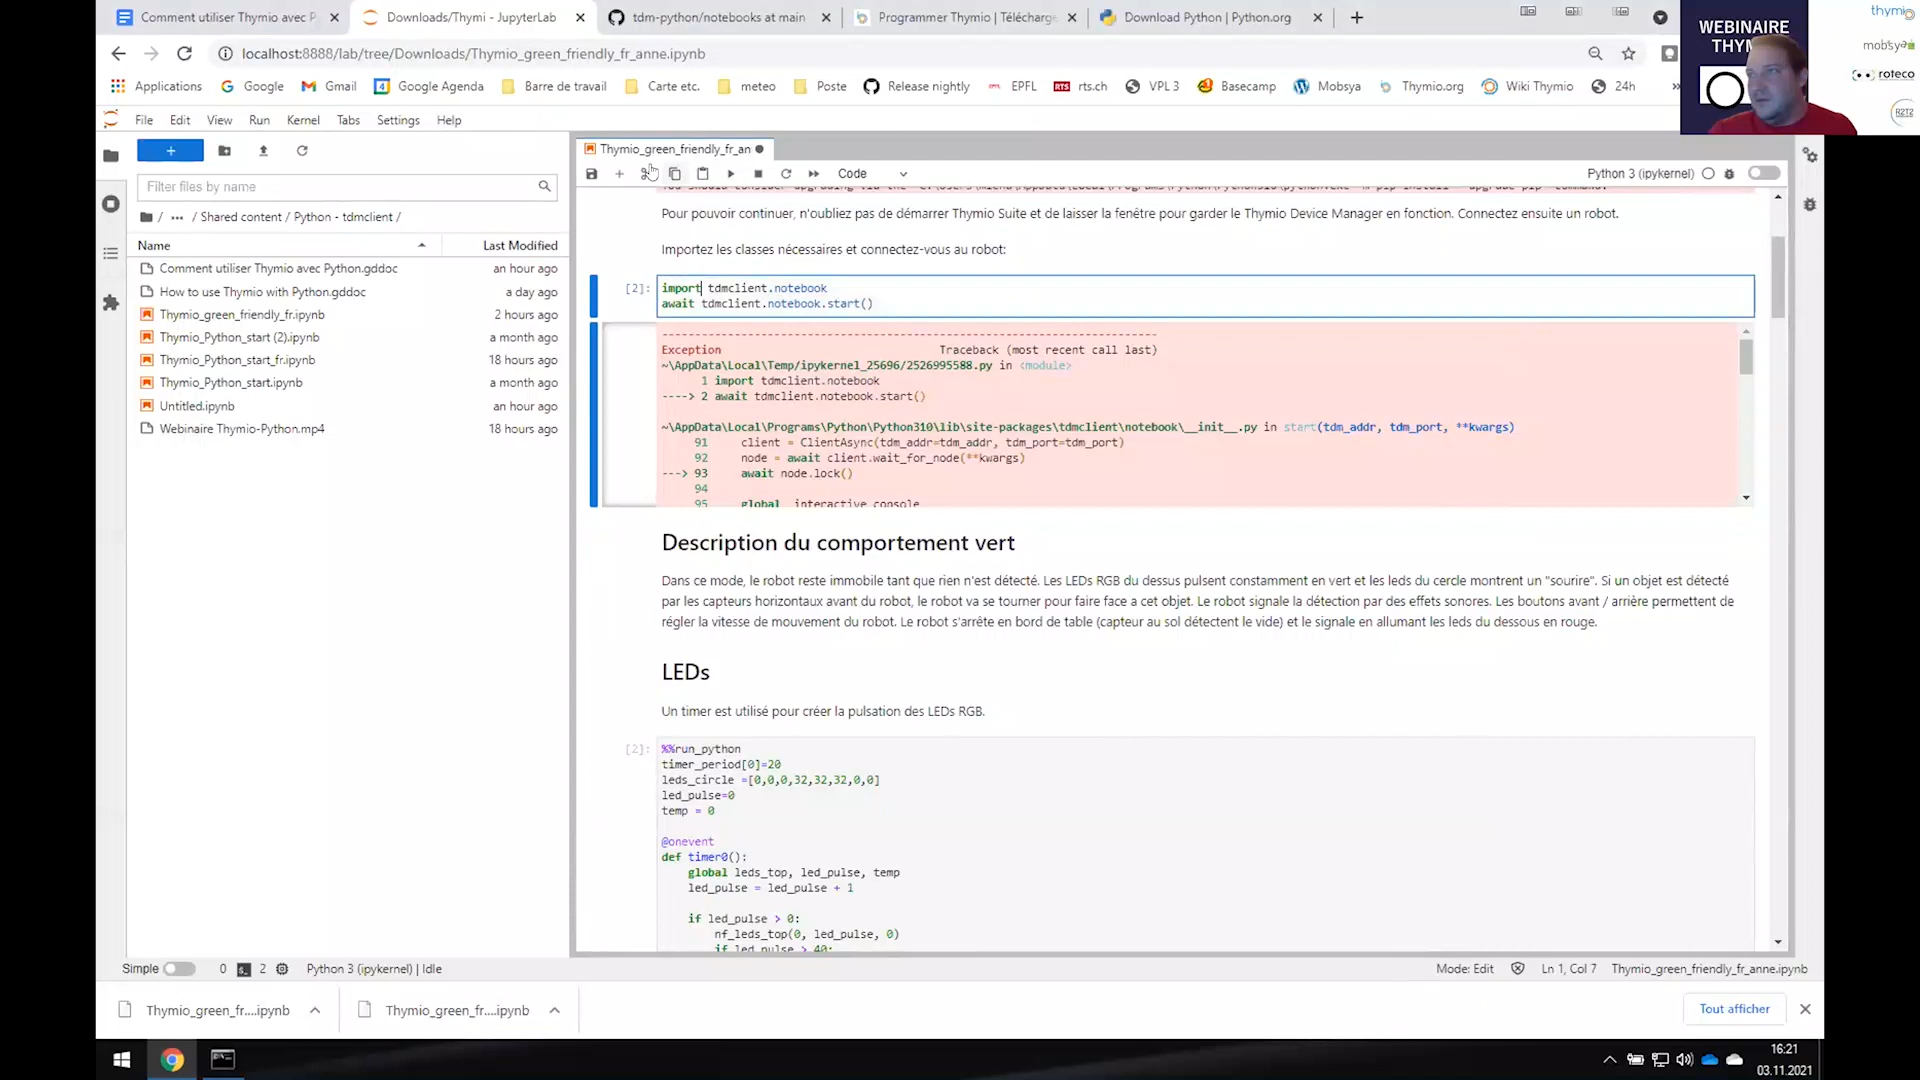 Comment utiliser Thymio avec P
Downloads/Thymi - JupyterLab
tdm-python/notebooks at main
Programmer Thymio | Télécharge
Download Python | Python.org
localhost:8888/lab/tree/Downloads/Thymio_green_friendly_fr_anne.ipynb
Applications
Google
Gmail
Google Agenda
Barre de travail
Carte etc.
meteo
Poste
Release nightly
EPFL
rts.ch
VPL 3
Basecamp
Mobsya
Thymio.org
Wiki Thymio
24h
WEBINAIRE
THYM
thymio
mobsya
roteco
File
Edit
View
Run
Kernel
Tabs
Settings
Help
Filter files by name
/ ··· / Shared content / Python - tdmclient /
Name
Last Modified
Comment utiliser Thymio avec Python.gddoc an hour ago
How to use Thymio with Python.gddoc a day ago
Thymio_green_friendly_fr.ipynb 2 hours ago
Thymio_Python_start (2).ipynb a month ago
Thymio_Python_start_fr.ipynb 18 hours ago
Thymio_Python_start.ipynb a month ago
Untitled.ipynb an hour ago
Webinaire Thymio-Python.mp4 18 hours ago
Thymio_green_friendly_fr_an
Code
Python 3 (ipykernel)
Pour pouvoir continuer, n'oubliez pas de démarrer Thymio Suite et de laisser la fenêtre pour garder le Thymio Device Manager en fonction. Connectez ensuite un robot.
Importez les classes nécessaires et connectez-vous au robot:
[2]: import tdmclient.notebook
await tdmclient.notebook.start()
---------------------------------------------------------------------------
Exception Traceback (most recent call last)
~\AppData\Local\Temp/ipykernel_25696/2526995588.py in <module>
1 import tdmclient.notebook
----> 2 await tdmclient.notebook.start()
~\AppData\Local\Programs\Python\Python310\lib\site-packages\tdmclient\notebook\__init__.py in start(tdm_addr, tdm_port, **kwargs)
91 client = ClientAsync(tdm_addr=tdm_addr, tdm_port=tdm_port)
92 node = await client.wait_for_node(**kwargs)
---> 93 await node.lock()
94
95 global _interactive_console
Description du comportement vert
Dans ce mode, le robot reste immobile tant que rien n'est détecté. Les LEDs RGB du dessus pulsent constamment en vert et les leds du cercle montrent un "sourire". Si un objet est détecté
par les capteurs horizontaux avant du robot, le robot va se tourner pour faire face a cet objet. Le robot signale la détection par des effets sonores. Les boutons avant / arrière permettent de
régler la vitesse de mouvement du robot. Le robot s'arrête en bord de table (capteur au sol détectent le vide) et le signale en allumant les leds du dessous en rouge.
LEDs
Un timer est utilisé pour créer la pulsation des LEDs RGB.
[2]: %%run_python
timer_period[0]=20
leds_circle =[0,0,0,32,32,32,0,0]
led_pulse=0
temp = 0
@onevent
def timer0():
global leds_top, led_pulse, temp
led_pulse = led_pulse + 1
if led_pulse > 0:
nf_leds_top(0, led_pulse, 0)
if led_pulse > 40:
Simple
0
2
Python 3 (ipykernel) | Idle
Mode: Edit
Ln 1, Col 7
Thymio_green_friendly_fr_anne.ipynb
Thymio_green_fr....ipynb
Thymio_green_fr....ipynb
Tout afficher
16:21
03.11.2021